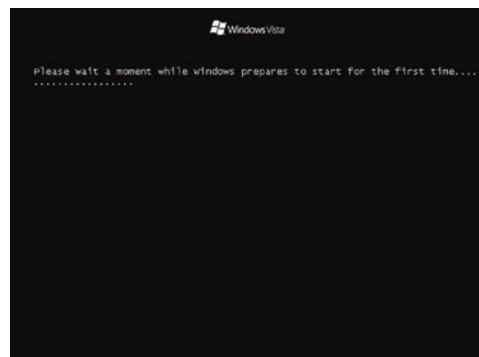 Windows Vista
Please wait a moment while windows prepares to start for the first time....
.................